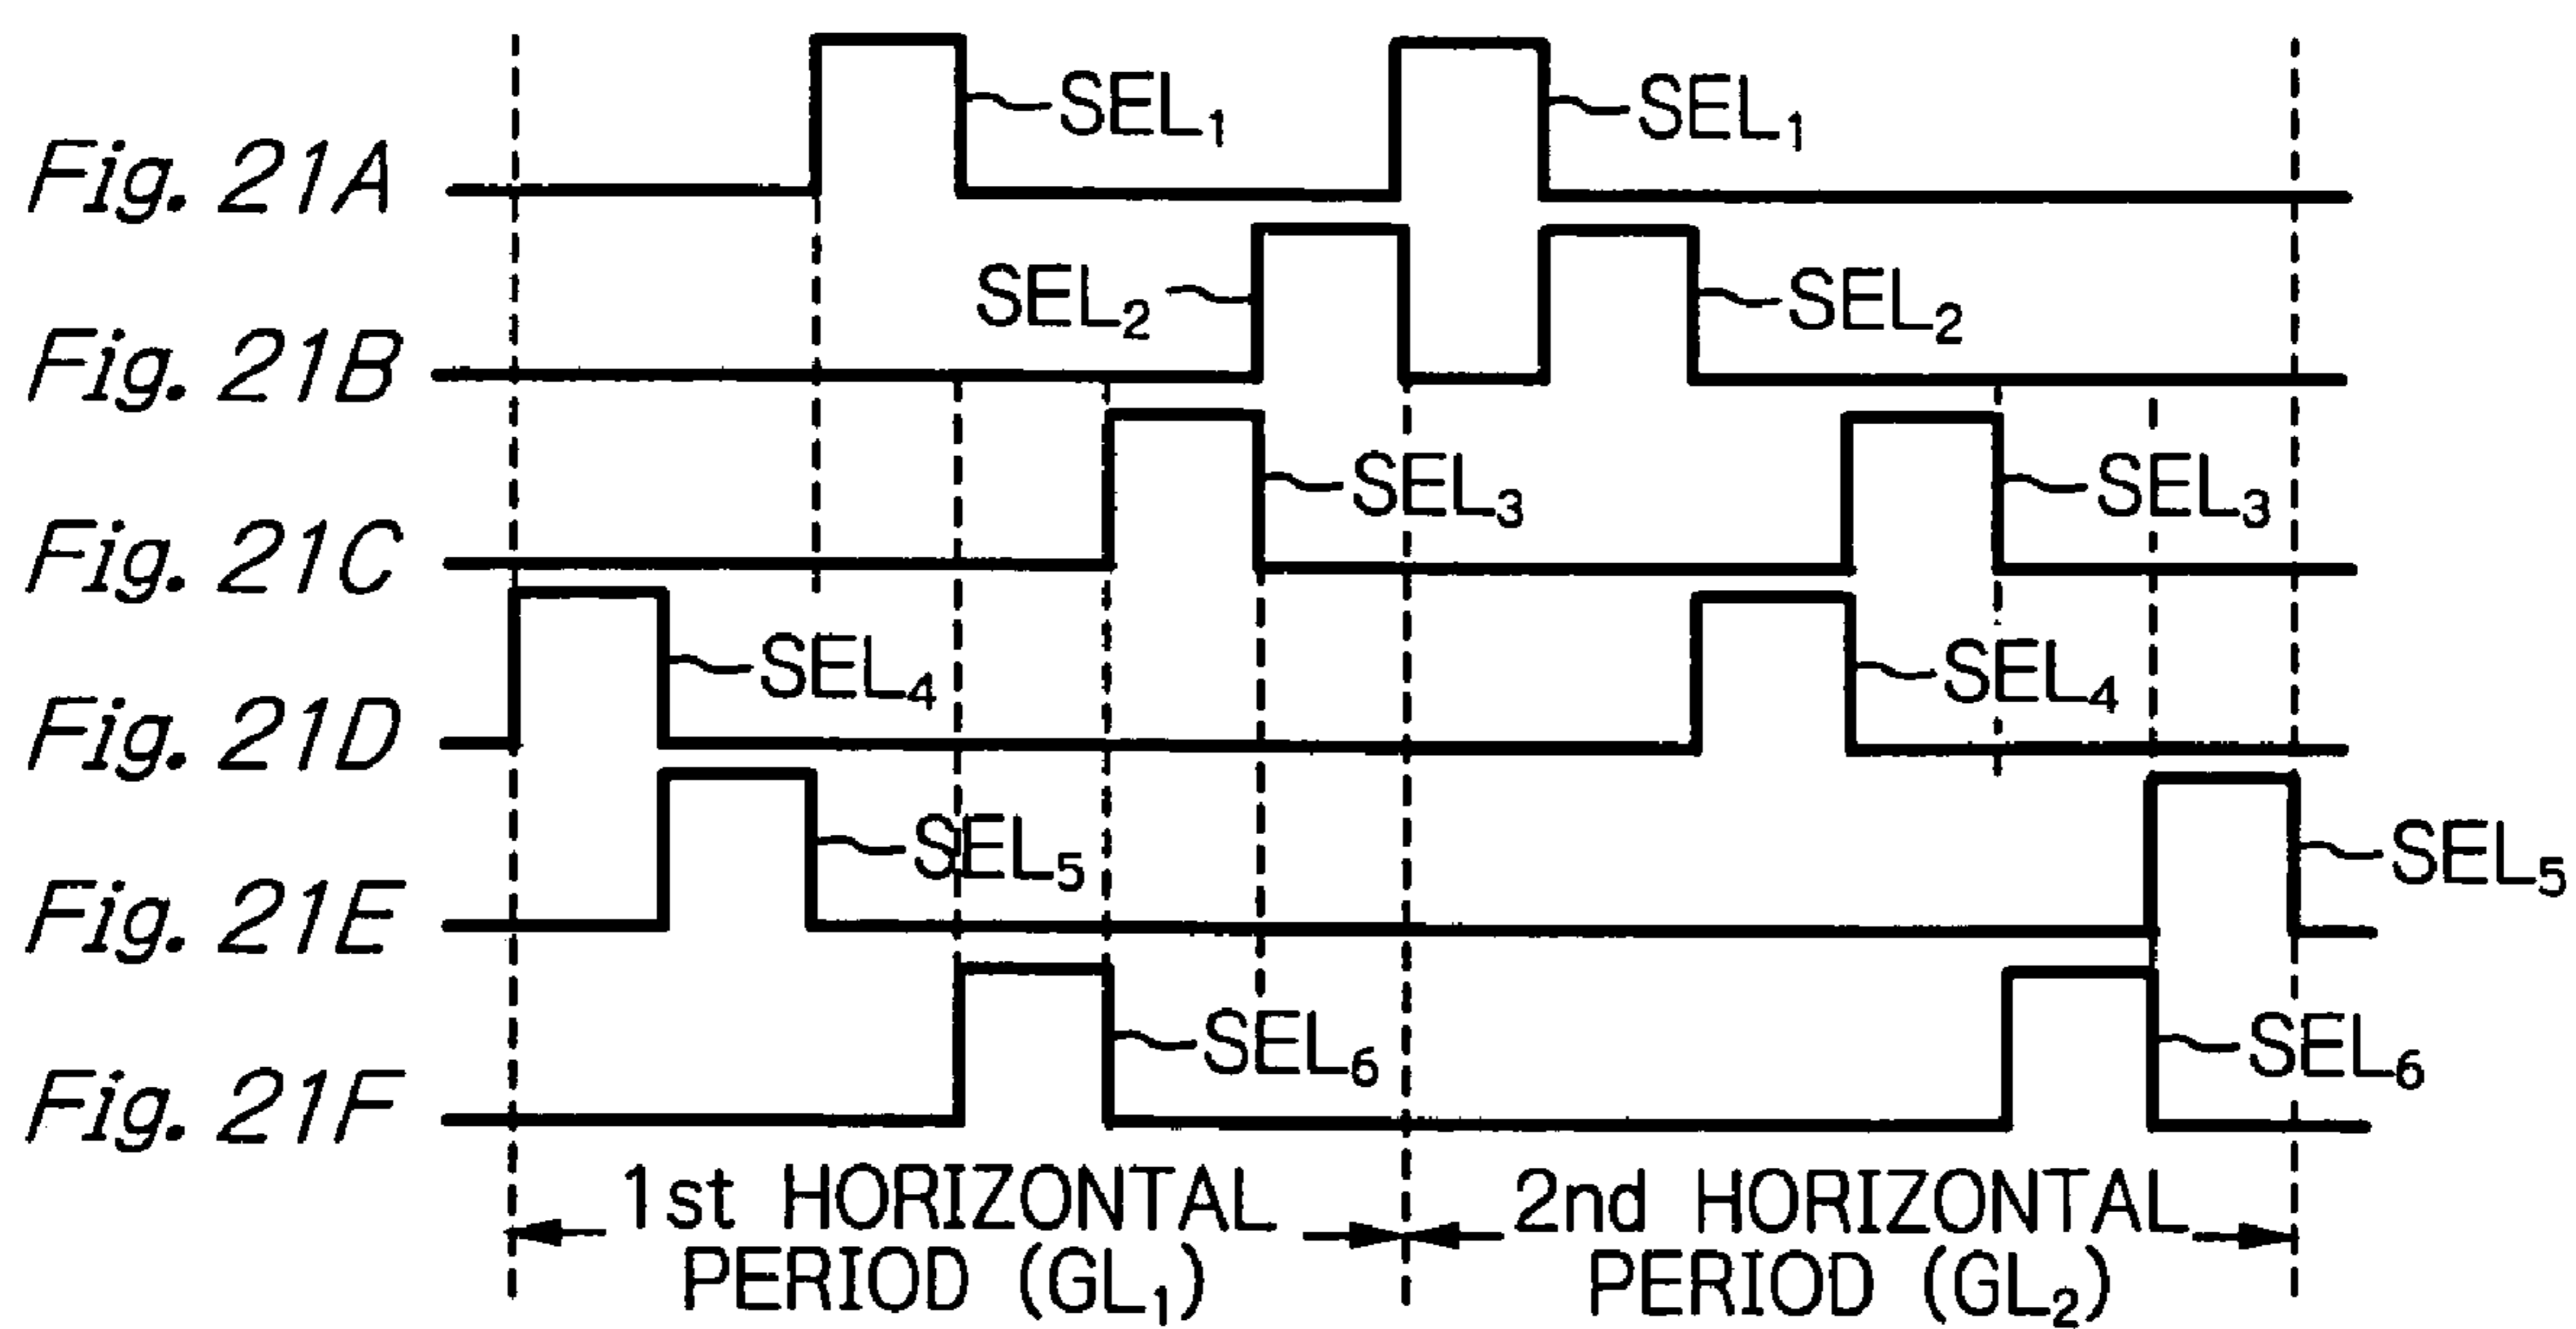 Fig. 21A
SEL₁
SEL₁
Fig. 21B
SEL₂
SEL₂
Fig. 21C
SEL₃
SEL₃
Fig. 21D
SEL₄
SEL₄
Fig. 21E
SEL₅
SEL₅
Fig. 21F
SEL₆
SEL₆
1st HORIZONTAL
PERIOD (GL₁)
2nd HORIZONTAL
PERIOD (GL₂)